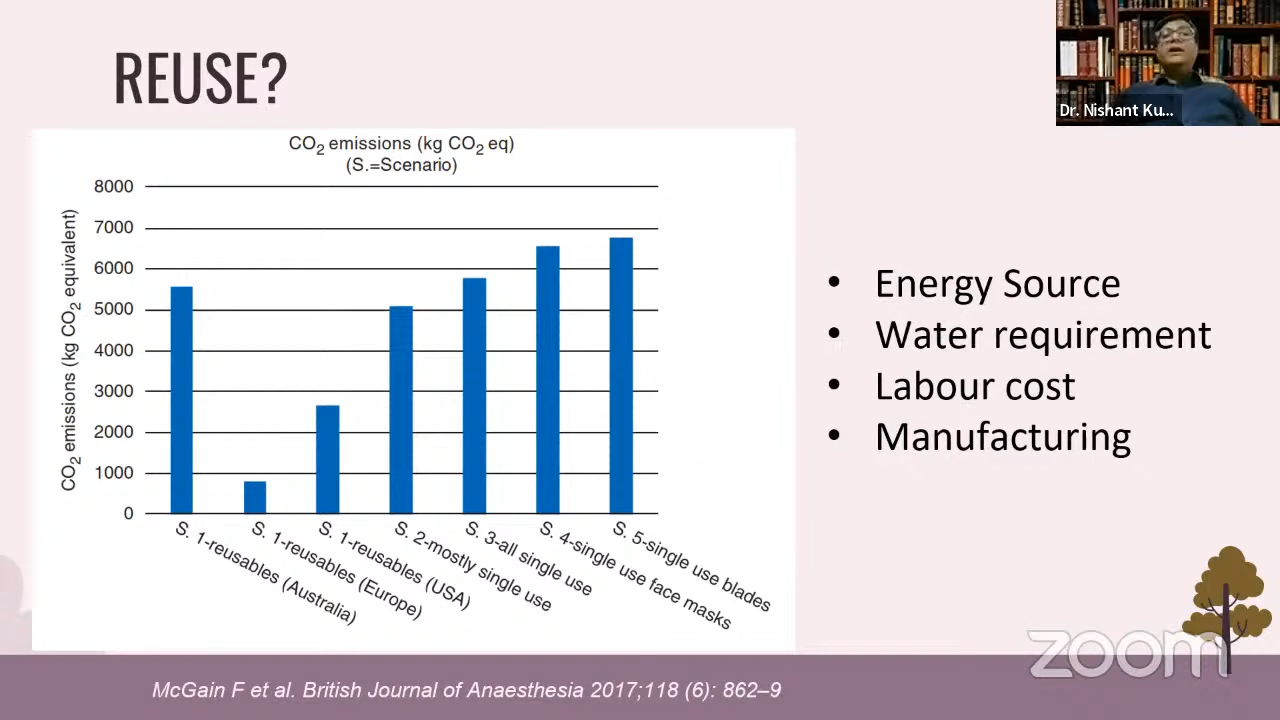 REUSE?
Dr. Nishant Ku...
CO2 emissions (kg CO2 eq)
(S.=Scenario)
CO2 emissions (kg CO2 equivalent)
8000
7000
6000
5000
4000
3000
2000
1000
0
S. 1-reusables (Australia)
S. 1-reusables (Europe)
S. 1-reusables (USA)
S. 2-mostly single use
S. 3-all single use
S. 4-single use face masks
S. 5-single use blades
• Energy Source
• Water requirement
• Labour cost
• Manufacturing
zoom
McGain F et al. British Journal of Anaesthesia 2017;118 (6): 862–9